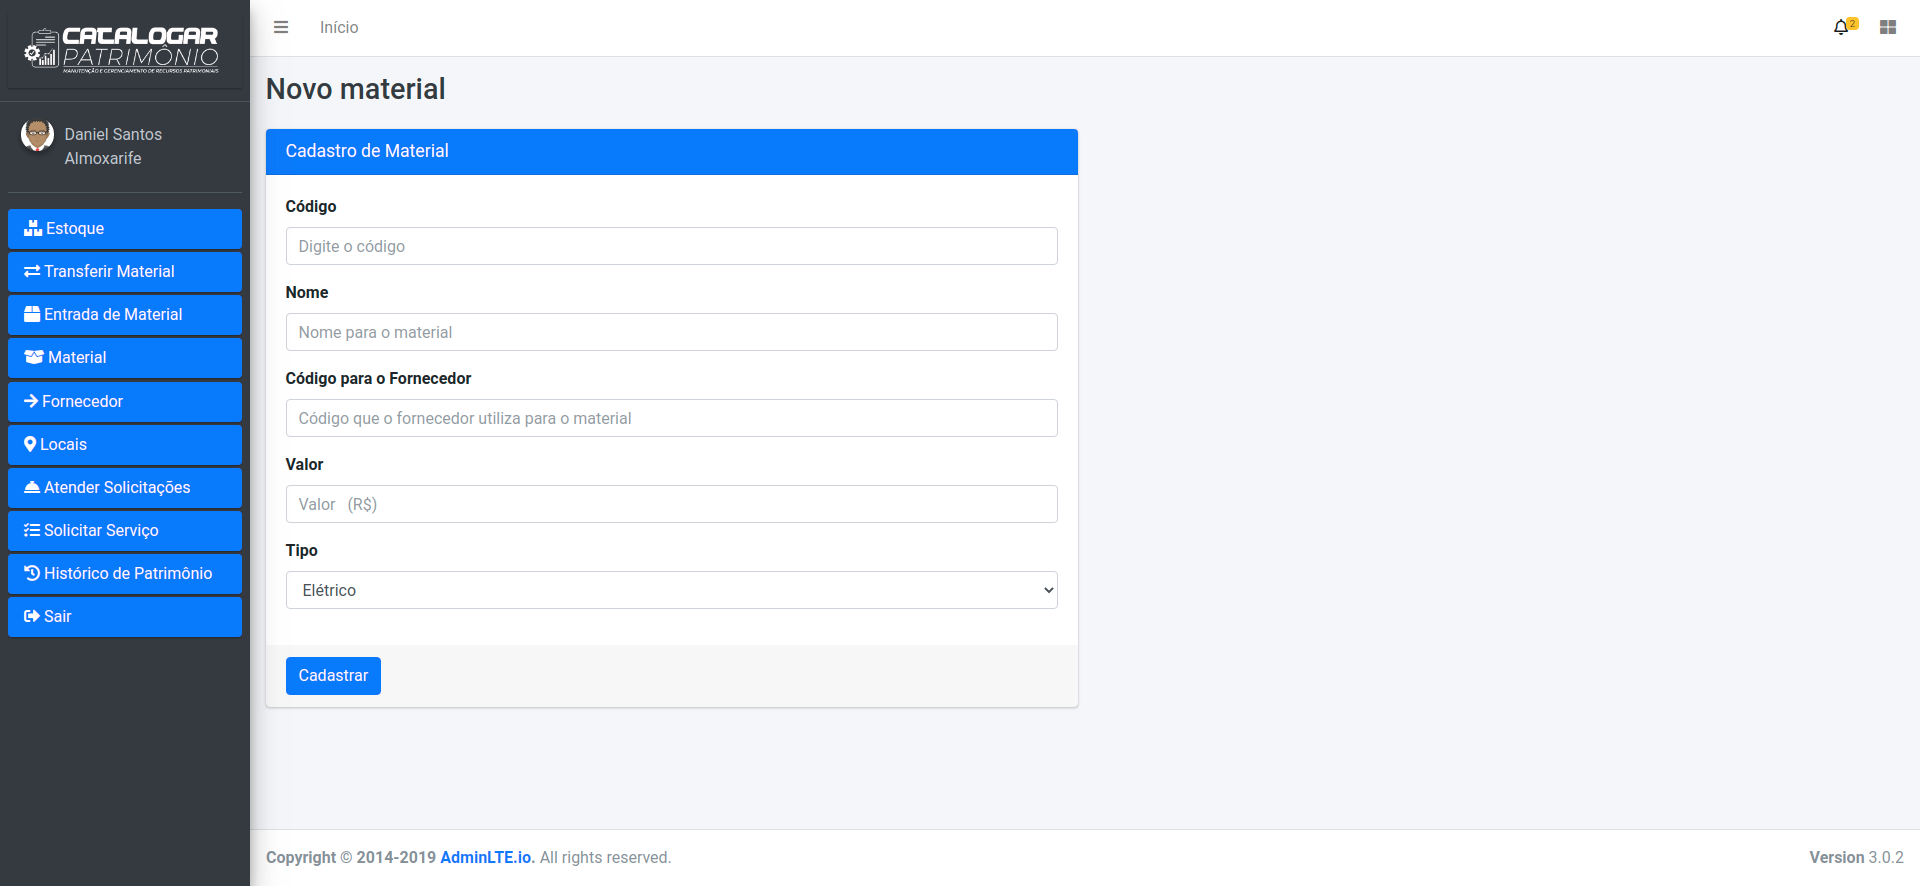 CATALOGAR
PATRIMÔNIO
MANUTENÇÃO E GERENCIAMENTO DE RECURSOS PATRIMONIAIS
Daniel Santos
Almoxarife
Estoque
Transferir Material
Entrada de Material
Material
Fornecedor
Locais
Atender Solicitações
Solicitar Serviço
Histórico de Patrimônio
Sair
Início
2
Novo material
Cadastro de Material
Código
Digite o código
Nome
Nome para o material
Código para o Fornecedor
Código que o fornecedor utiliza para o material
Valor
Valor (R$)
Tipo
Elétrico
Cadastrar
Copyright © 2014-2019 AdminLTE.io. All rights reserved.
Version 3.0.2